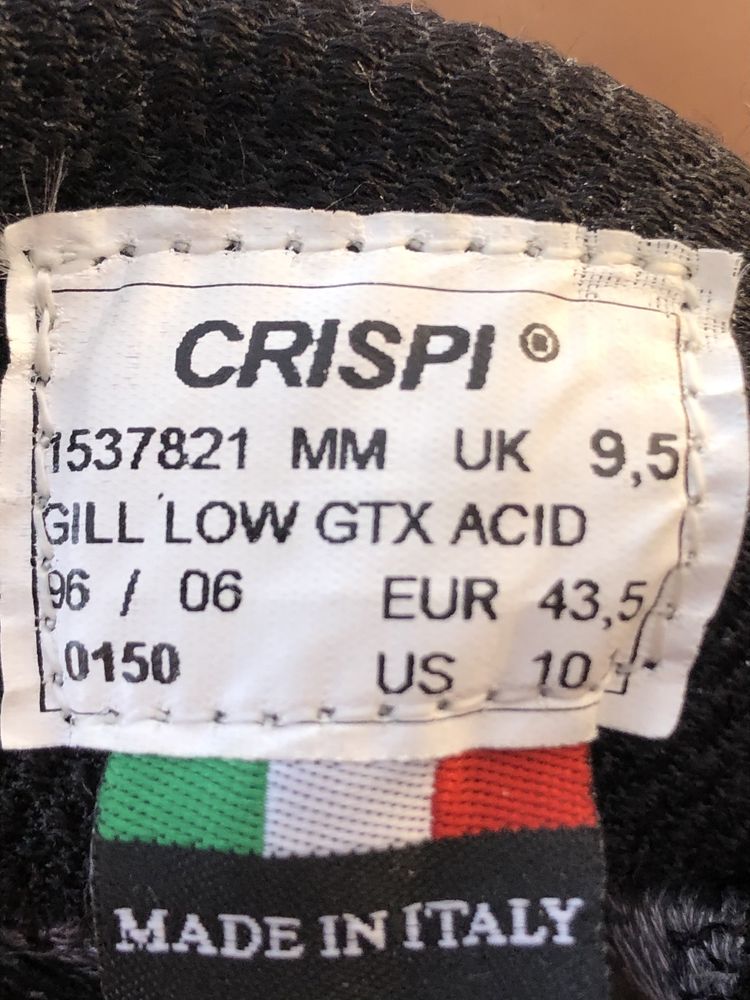 CRISPI ®
1537821 MM UK 9,5
GILL LOW GTX ACID
96 / 06 EUR 43,5
0150 US 10
MADE IN ITALY